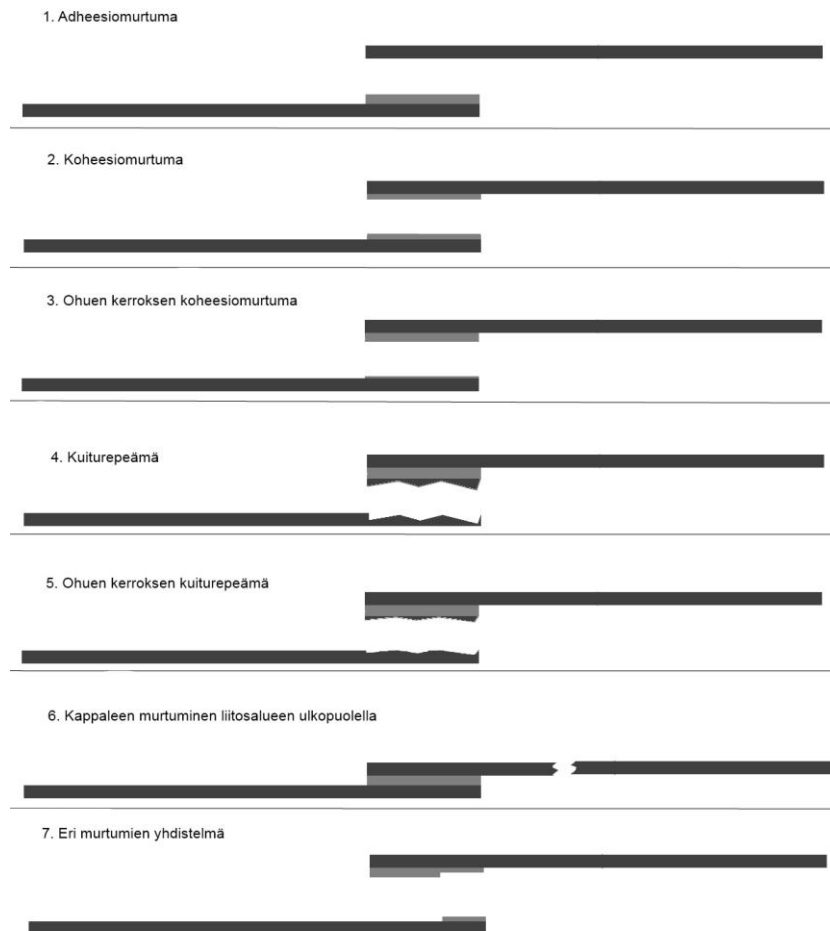 1. Adheesiomurtuma
2. Koheesiomurtuma
3. Ohuen kerroksen koheesiomurtuma
4. Kuiturepeämä
5. Ohuen kerroksen kuiturepeämä
6. Kappaleen murtuminen liitosalueen ulkopuolella
7. Eri murtumien yhdistelmä